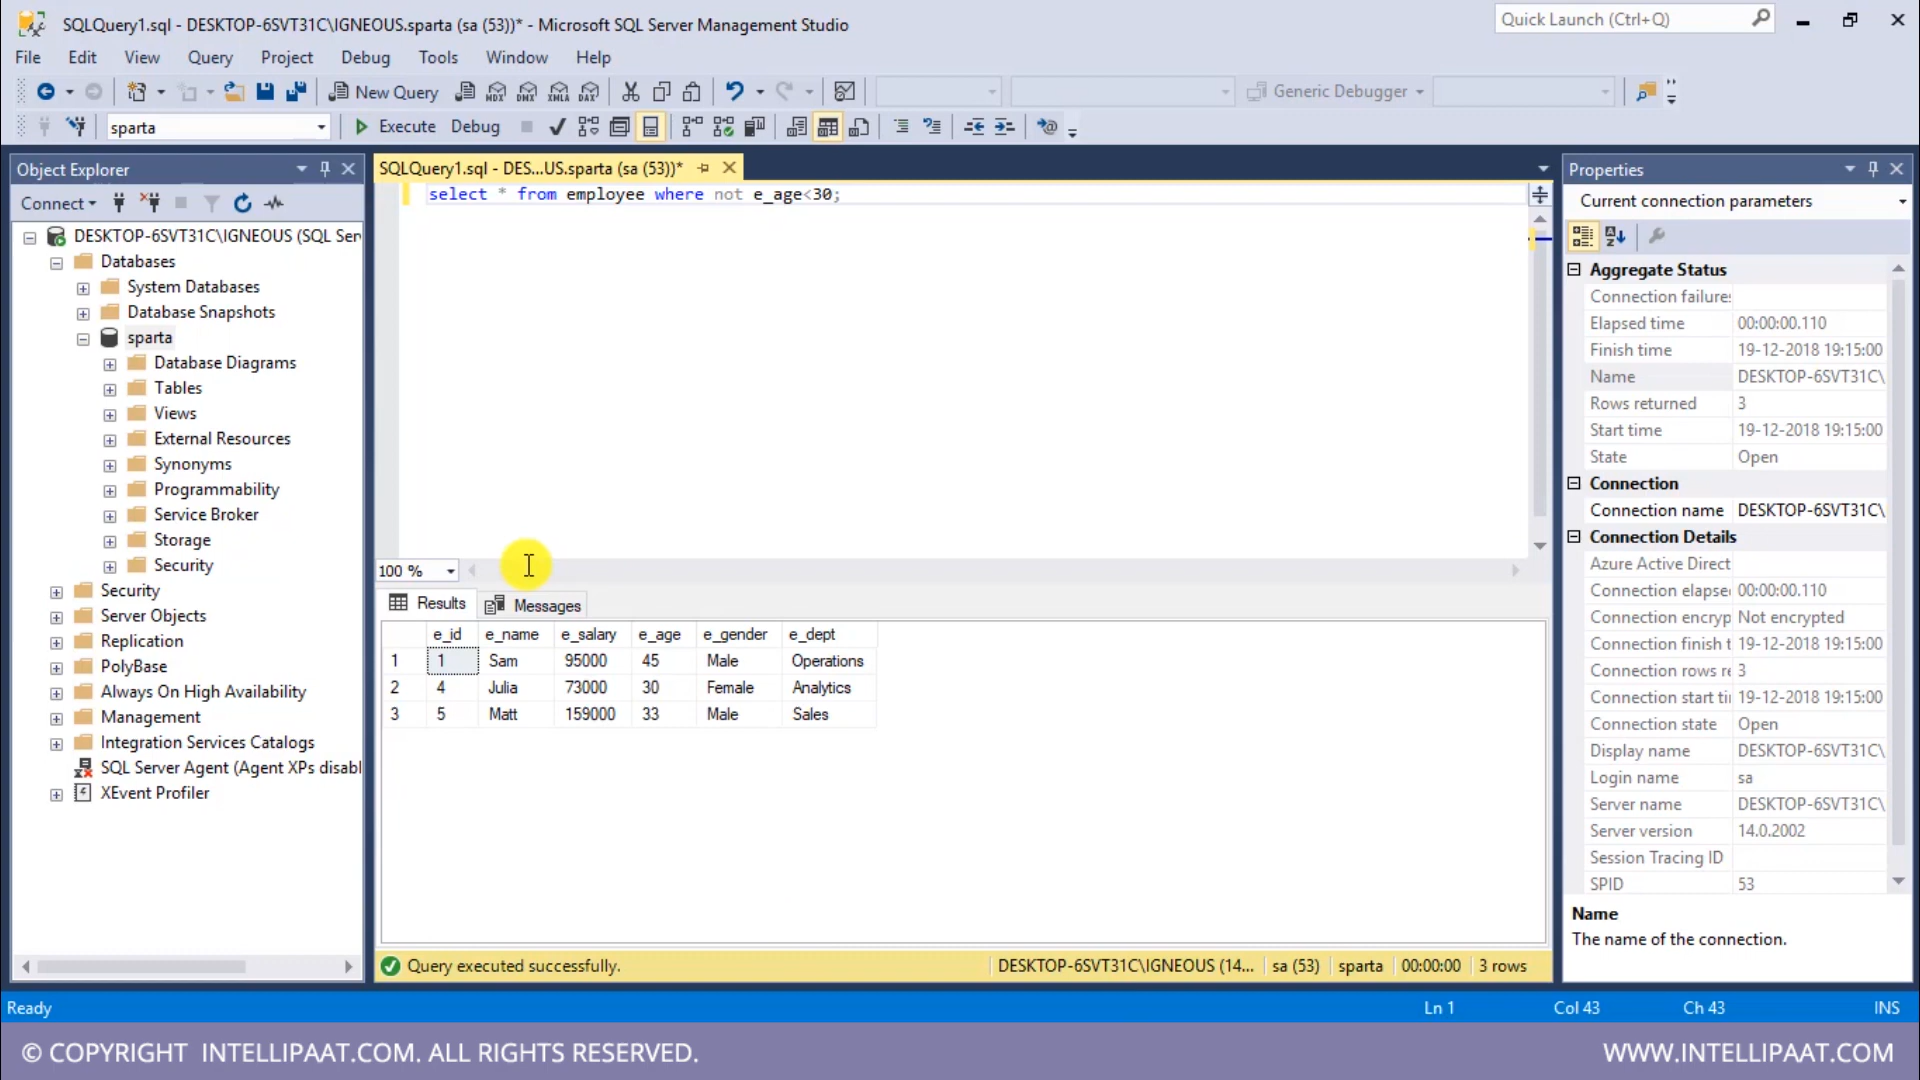 SQLQuery1.sql - DESKTOP-6SVT31C\IGNEOUS.sparta (sa (53))* - Microsoft SQL Server Management Studio
Quick Launch (Ctrl+Q)
File Edit View Query Project Debug Tools Window Help
New Query MDX DMX XMLA DAX Generic Debugger
sparta Execute Debug
Object Explorer
Connect
DESKTOP-6SVT31C\IGNEOUS (SQL Ser
Databases
System Databases
Database Snapshots
sparta
Database Diagrams
Tables
Views
External Resources
Synonyms
Programmability
Service Broker
Storage
Security
Security
Server Objects
Replication
PolyBase
Always On High Availability
Management
Integration Services Catalogs
SQL Server Agent (Agent XPs disabl
XEvent Profiler
SQLQuery1.sql - DES...US.sparta (sa (53))*
select * from employee where not e_age<30;
100 %
Results Messages
e_id e_name e_salary e_age e_gender e_dept
1 1 Sam 95000 45 Male Operations
2 4 Julia 73000 30 Female Analytics
3 5 Matt 159000 33 Male Sales
Query executed successfully. DESKTOP-6SVT31C\IGNEOUS (14... sa (53) sparta 00:00:00 3 rows
Properties
Current connection parameters
Aggregate Status
Connection failures
Elapsed time 00:00:00.110
Finish time 19-12-2018 19:15:00
Name DESKTOP-6SVT31C\
Rows returned 3
Start time 19-12-2018 19:15:00
State Open
Connection
Connection name DESKTOP-6SVT31C\
Connection Details
Azure Active Direct
Connection elapse 00:00:00.110
Connection encryp Not encrypted
Connection finish t 19-12-2018 19:15:00
Connection rows re 3
Connection start ti 19-12-2018 19:15:00
Connection state Open
Display name DESKTOP-6SVT31C\
Login name sa
Server name DESKTOP-6SVT31C\
Server version 14.0.2002
Session Tracing ID
SPID 53
Name
The name of the connection.
Ready Ln 1 Col 43 Ch 43 INS
© COPYRIGHT INTELLIPAAT.COM. ALL RIGHTS RESERVED. WWW.INTELLIPAAT.COM